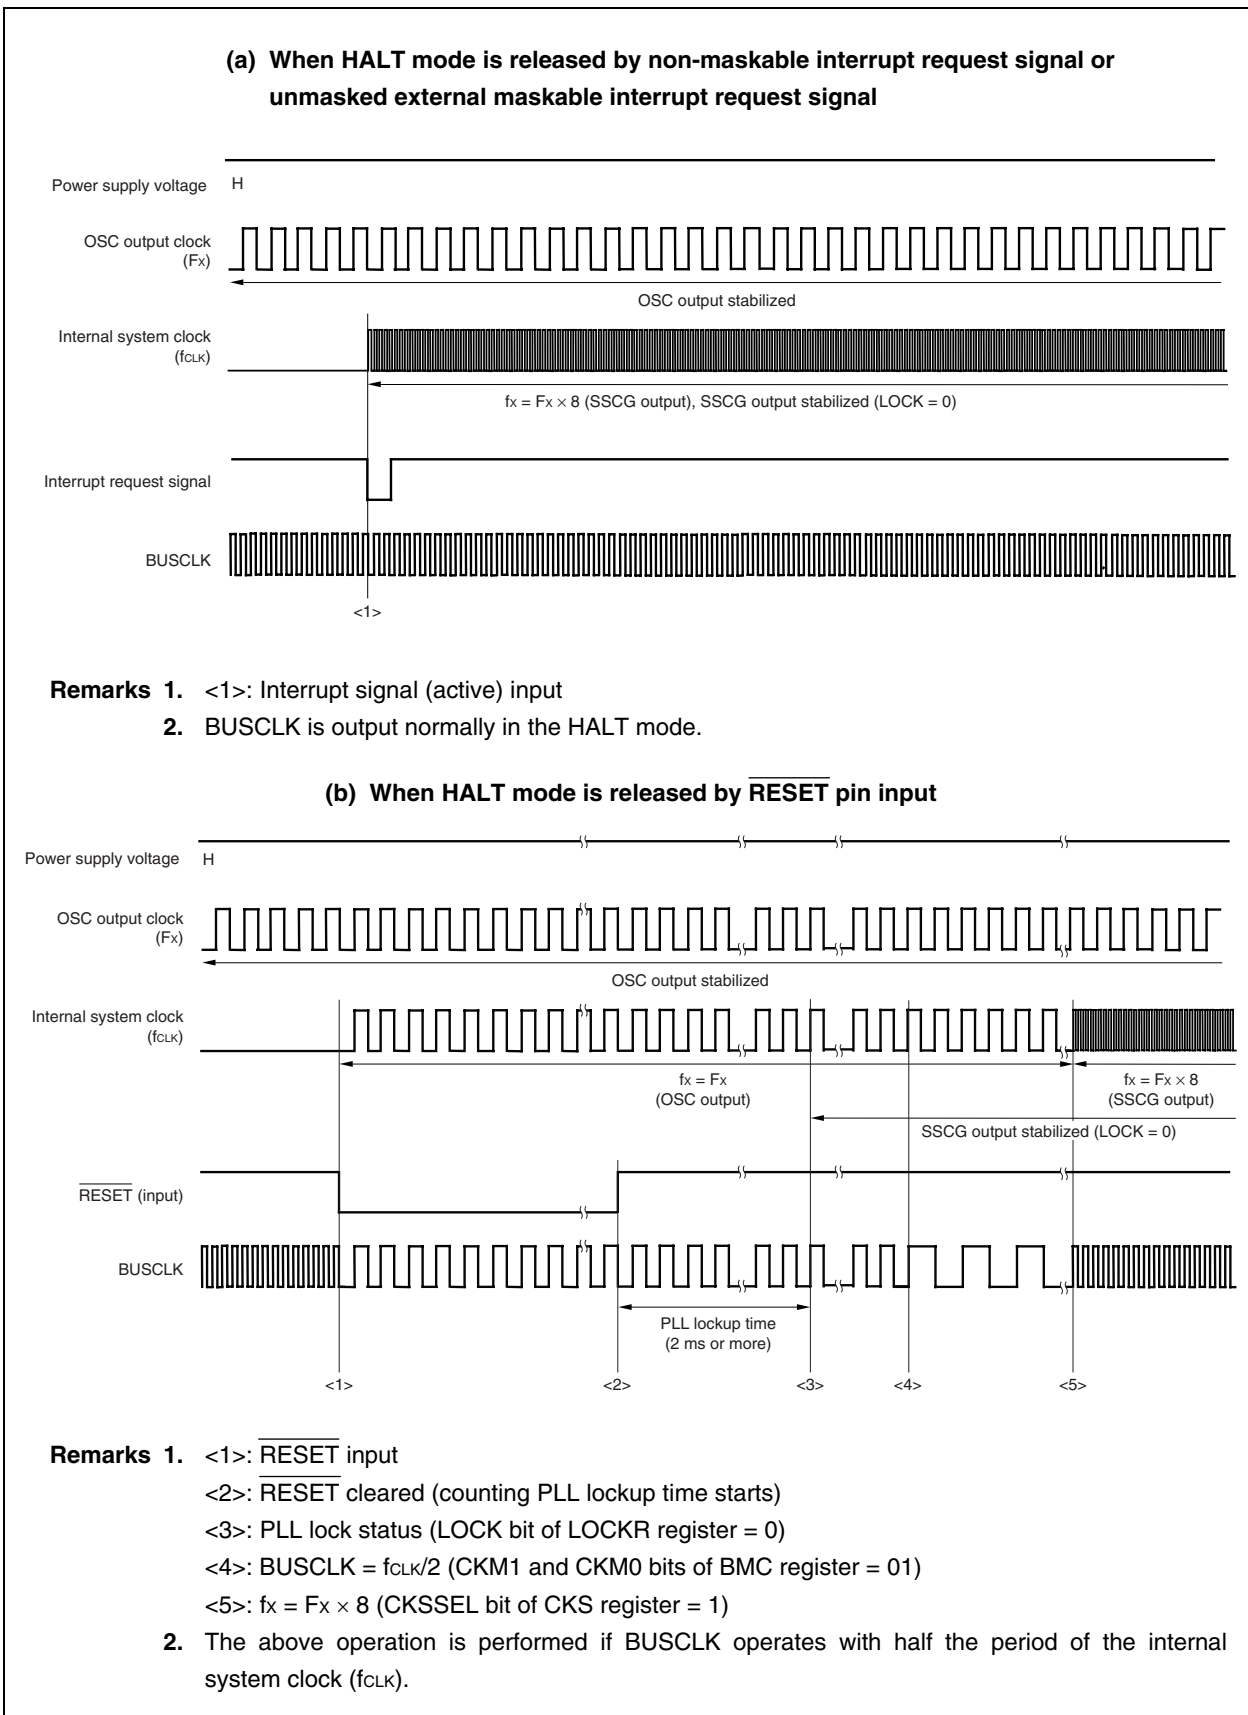 (a) When HALT mode is released by non-maskable interrupt request signal or
unmasked external maskable interrupt request signal
Power supply voltage H
OSC output clock
(Fx)
OSC output stabilized
Internal system clock
(fCLK)
fx = Fx × 8 (SSCG output), SSCG output stabilized (LOCK = 0)
Interrupt request signal
BUSCLK
<1>
Remarks 1. <1>: Interrupt signal (active) input
2. BUSCLK is output normally in the HALT mode.
(b) When HALT mode is released by RESET pin input
Power supply voltage H
OSC output clock
(Fx)
OSC output stabilized
Internal system clock
(fCLK)
fx = Fx
(OSC output)
fx = Fx × 8
(SSCG output)
SSCG output stabilized (LOCK = 0)
RESET (input)
BUSCLK
PLL lockup time
(2 ms or more)
<1> <2> <3> <4> <5>
Remarks 1. <1>: RESET input
<2>: RESET cleared (counting PLL lockup time starts)
<3>: PLL lock status (LOCK bit of LOCKR register = 0)
<4>: BUSCLK = fCLK/2 (CKM1 and CKM0 bits of BMC register = 01)
<5>: fx = Fx × 8 (CKSSEL bit of CKS register = 1)
2. The above operation is performed if BUSCLK operates with half the period of the internal
system clock (fCLK).